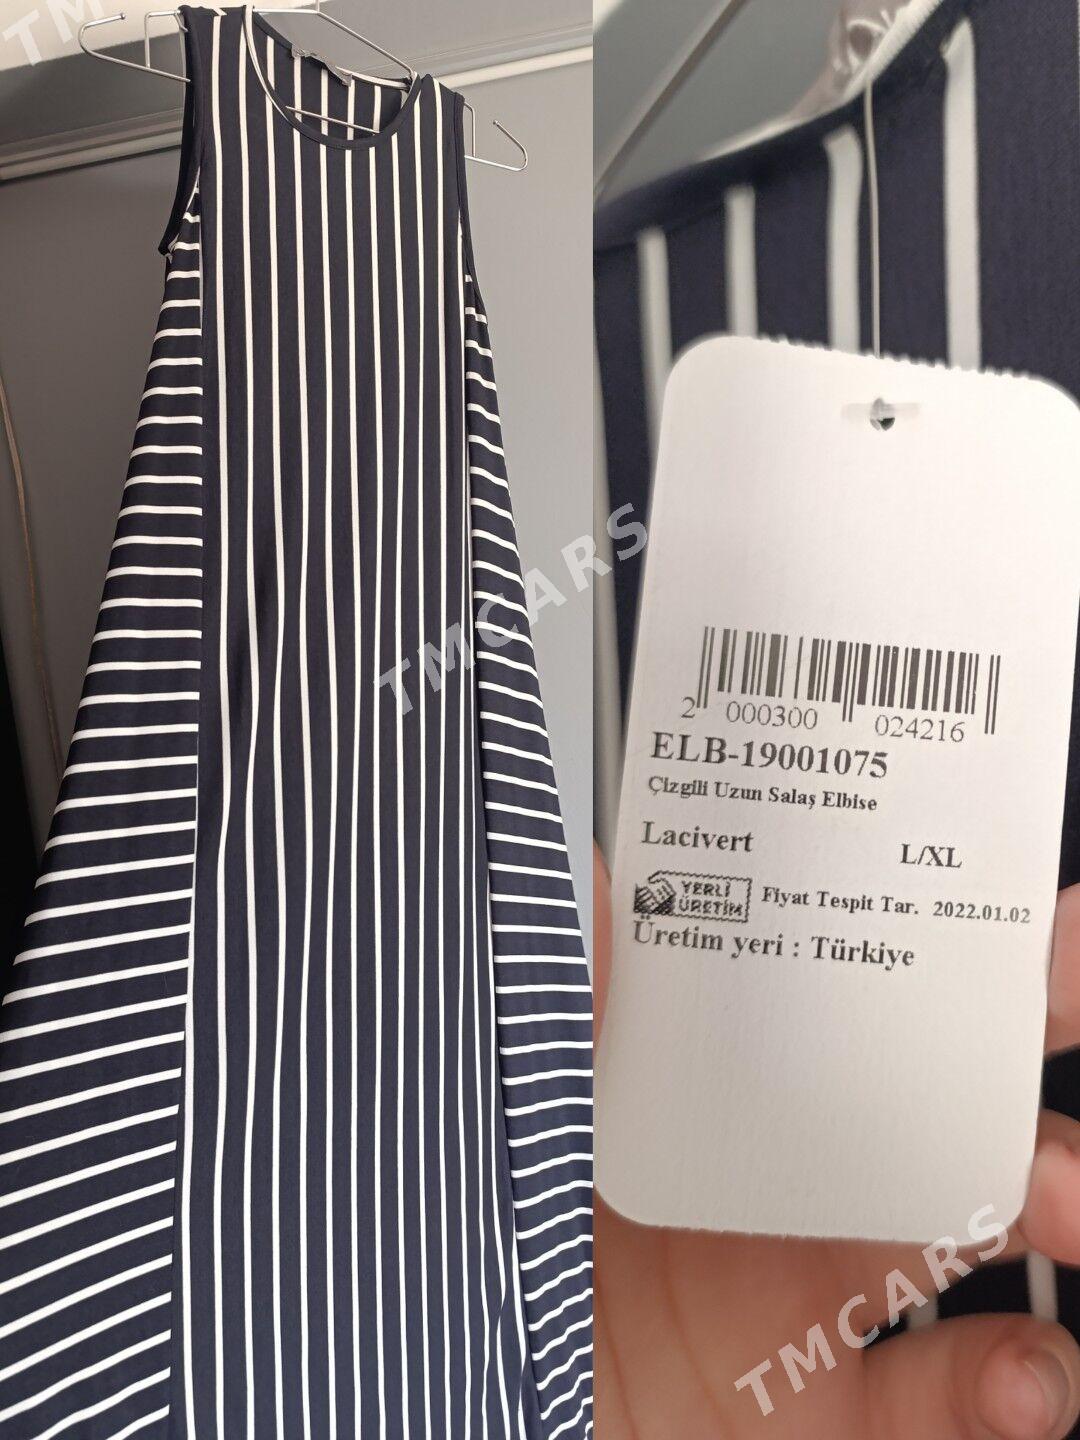 TM
TMCARS
2 000300 024216
ELB-19001075
Çizgili Uzun Salaş Elbise
Lacivert L/XL
YERLİ
ÜRETİM
Fiyat Tespit Tar. 2022.01.02
Üretim yeri : Türkiye
TMCARS